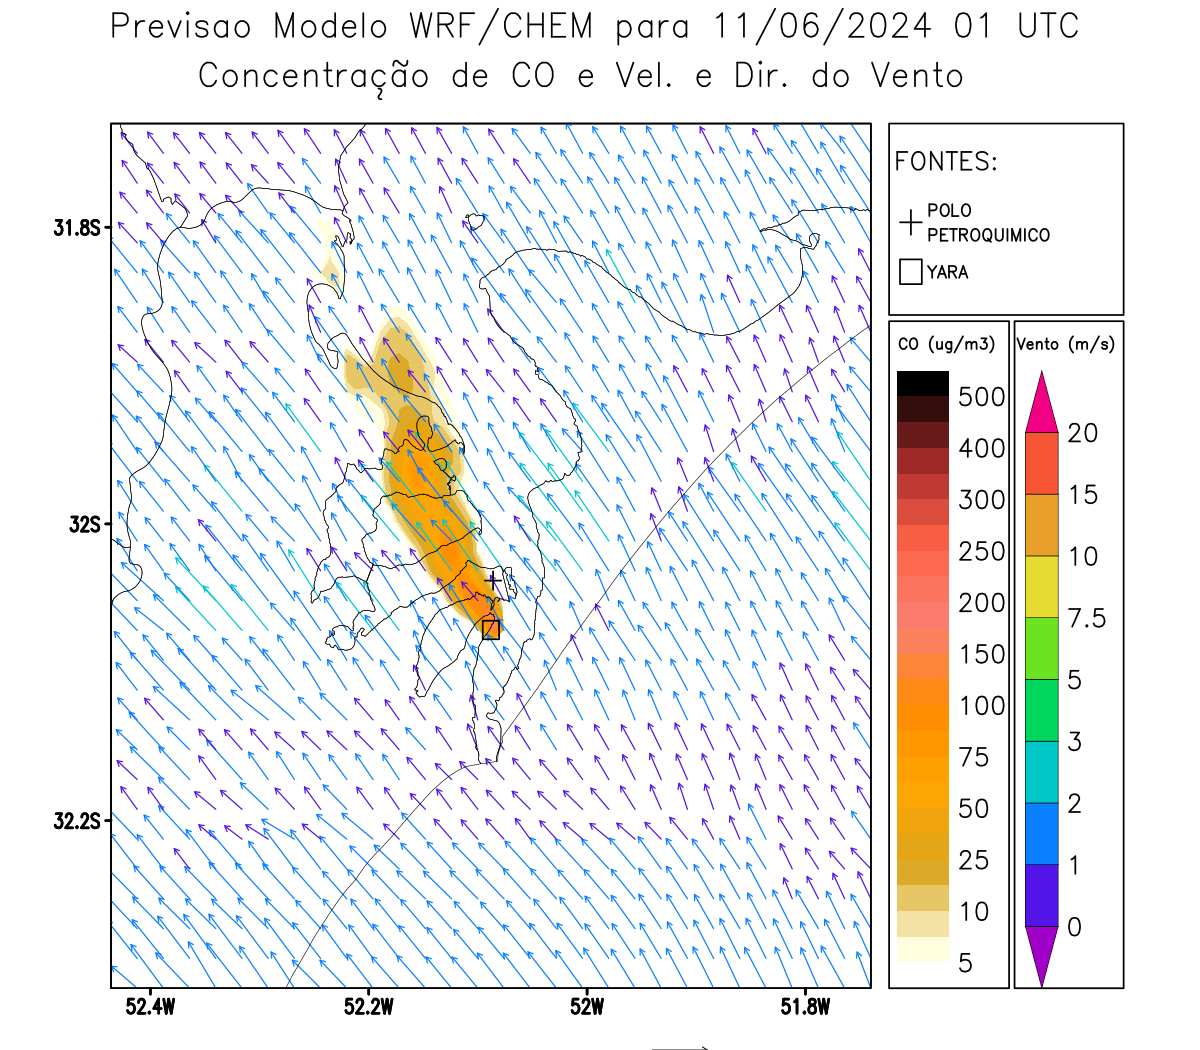 Previsao Modelo WRF/CHEM para 11/06/2024 01 UTC
Concentração de CO e Vel. e Dir. do Vento
FONTES:
POLO
PETROQUIMICO
YARA
CO (ug/m3)
500
400
300
250
200
150
100
75
50
25
10
5
Vento (m/s)
20
15
10
7.5
5
3
2
1
0
31.8S
32S
32.2S
52.4W
52.2W
52W
51.8W